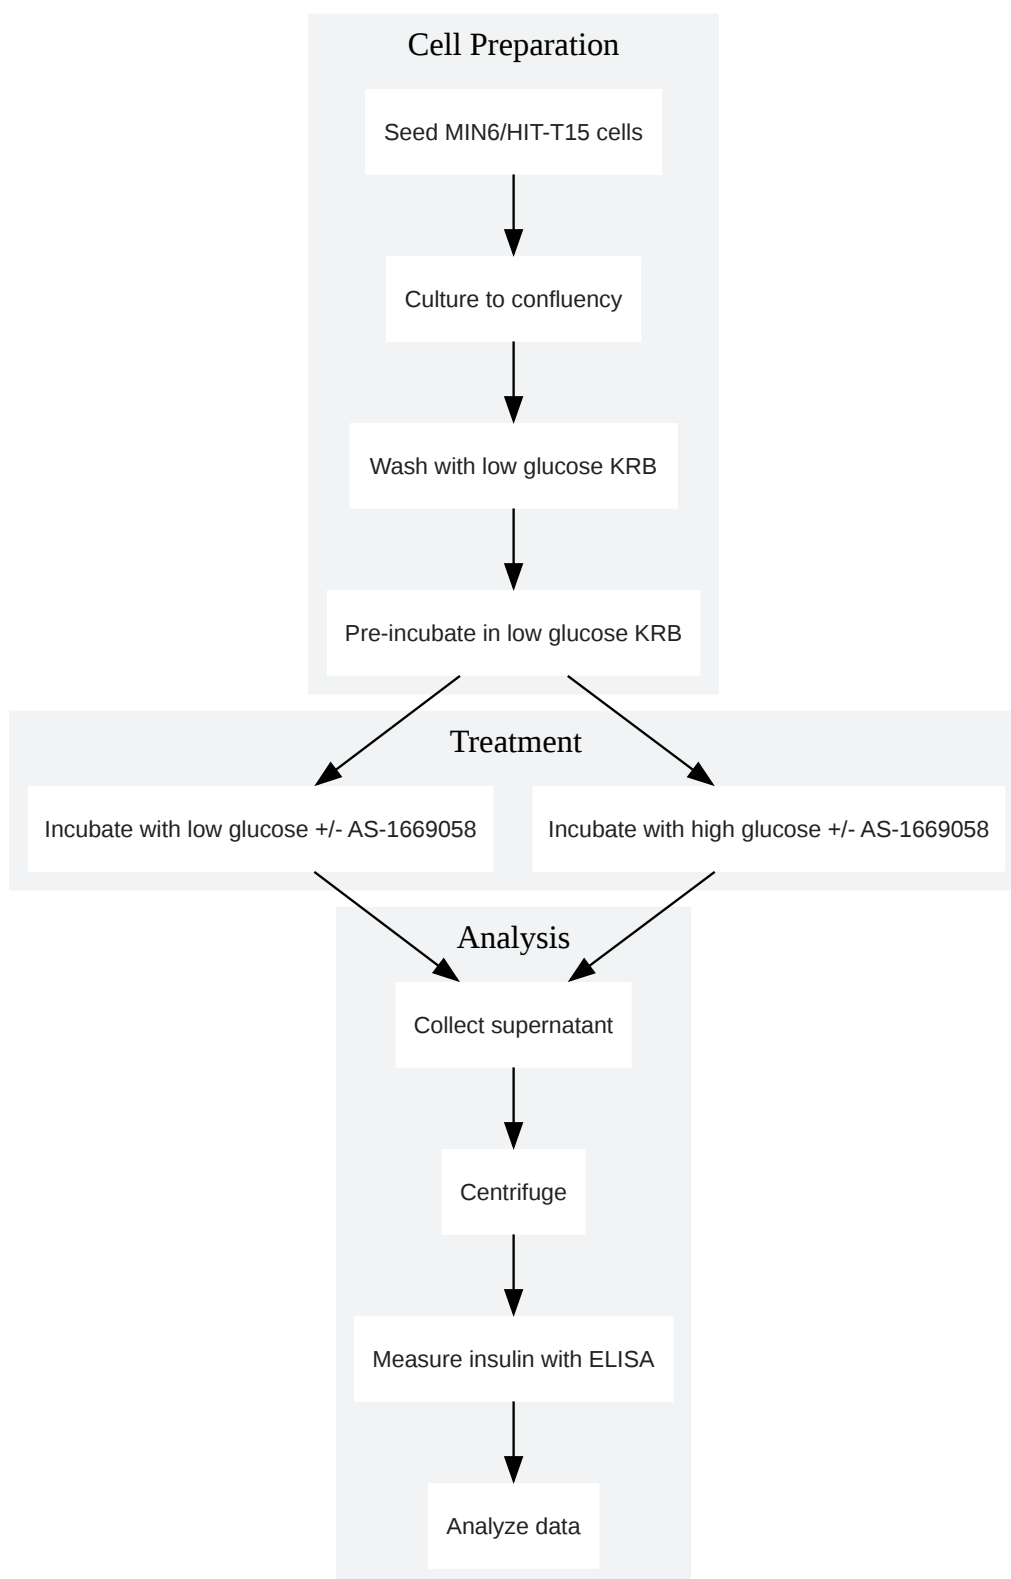 Cell Preparation
Seed MIN6/HIT-T15 cells
Culture to confluency
Wash with low glucose KRB
Pre-incubate in low glucose KRB
Treatment
Incubate with low glucose +/- AS-1669058
Incubate with high glucose +/- AS-1669058
Analysis
Collect supernatant
Centrifuge
Measure insulin with ELISA
Analyze data